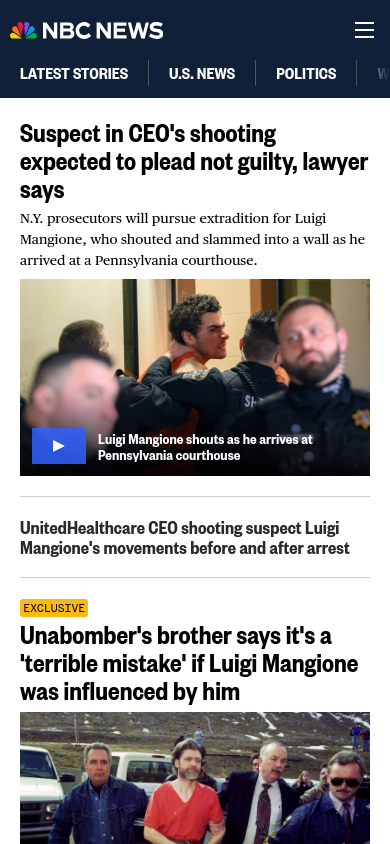 NBC NEWS
LATEST STORIES
U.S. NEWS
POLITICS
Suspect in CEO's shooting
expected to plead not guilty, lawyer
says
N.Y. prosecutors will pursue extradition for Luigi
Mangione, who shouted and slammed into a wall as he
arrived at a Pennsylvania courthouse.
Luigi Mangione shouts as he arrives at
Pennsylvania courthouse
UnitedHealthcare CEO shooting suspect Luigi
Mangione's movements before and after arrest
EXCLUSIVE
Unabomber's brother says it's a
'terrible mistake' if Luigi Mangione
was influenced by him